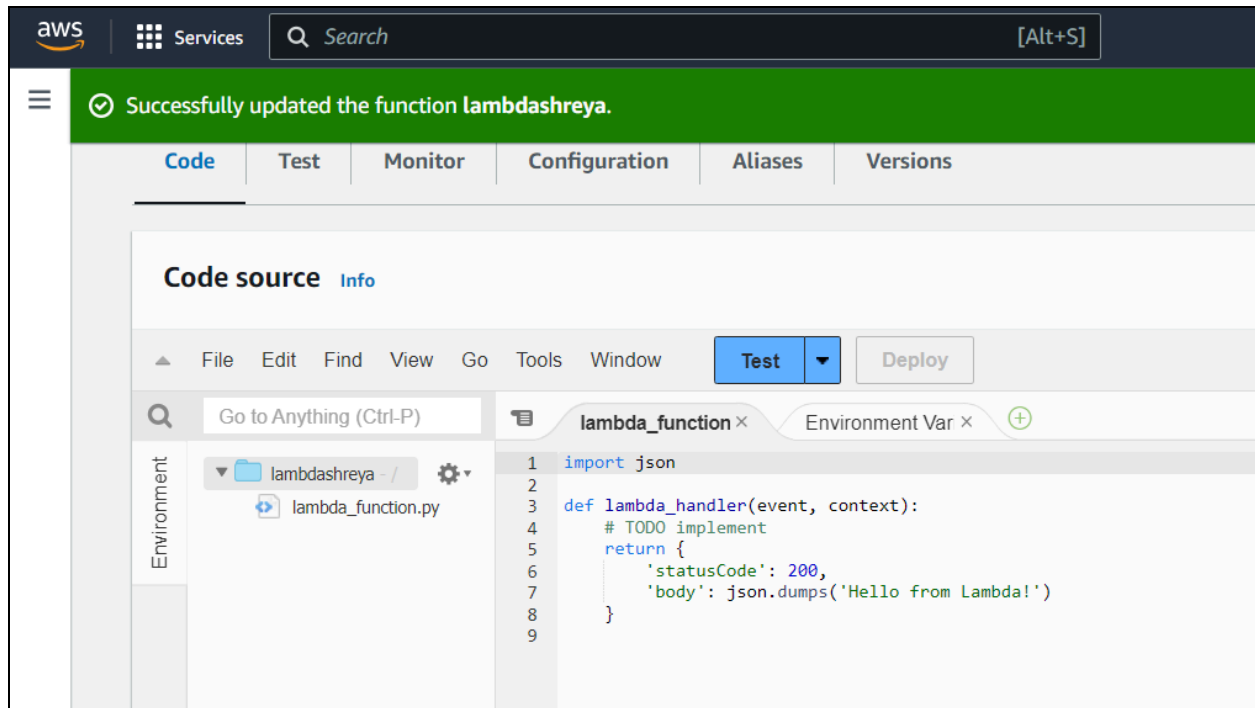 aws Services Search [Alt+S]
Successfully updated the function lambdashreya.
Code Test Monitor Configuration Aliases Versions
Code source Info
File Edit Find View Go Tools Window Test Deploy
Go to Anything (Ctrl-P)
lambda_function × Environment Var ×
Environment
lambdashreya - /
lambda_function.py
1 import json
2
3 def lambda_handler(event, context):
4     # TODO implement
5     return {
6         'statusCode': 200,
7         'body': json.dumps('Hello from Lambda!')
8     }
9